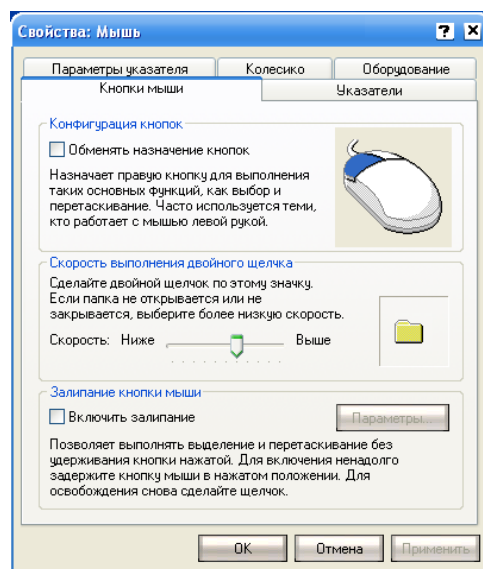 Свойства: Мышь
Параметры указателя Колесико Оборудование
Кнопки мыши Указатели
Конфигурация кнопок
Обменять назначение кнопок
Назначает правую кнопку для выполнения
таких основных функций, как выбор и
перетаскивание. Часто используется теми,
кто работает с мышью левой рукой.
Скорость выполнения двойного щелчка
Сделайте двойной щелчок по этому значку.
Если папка не открывается или не
закрывается, выберите более низкую скорость.
Скорость: Ниже Выше
Залипание кнопки мыши
Включить залипание Параметры...
Позволяет выполнять выделение и перетаскивание без
удерживания кнопки нажатой. Для включения ненадолго
задержите кнопку мыши в нажатом положении. Для
освобождения снова сделайте щелчок.
ОК Отмена Применить